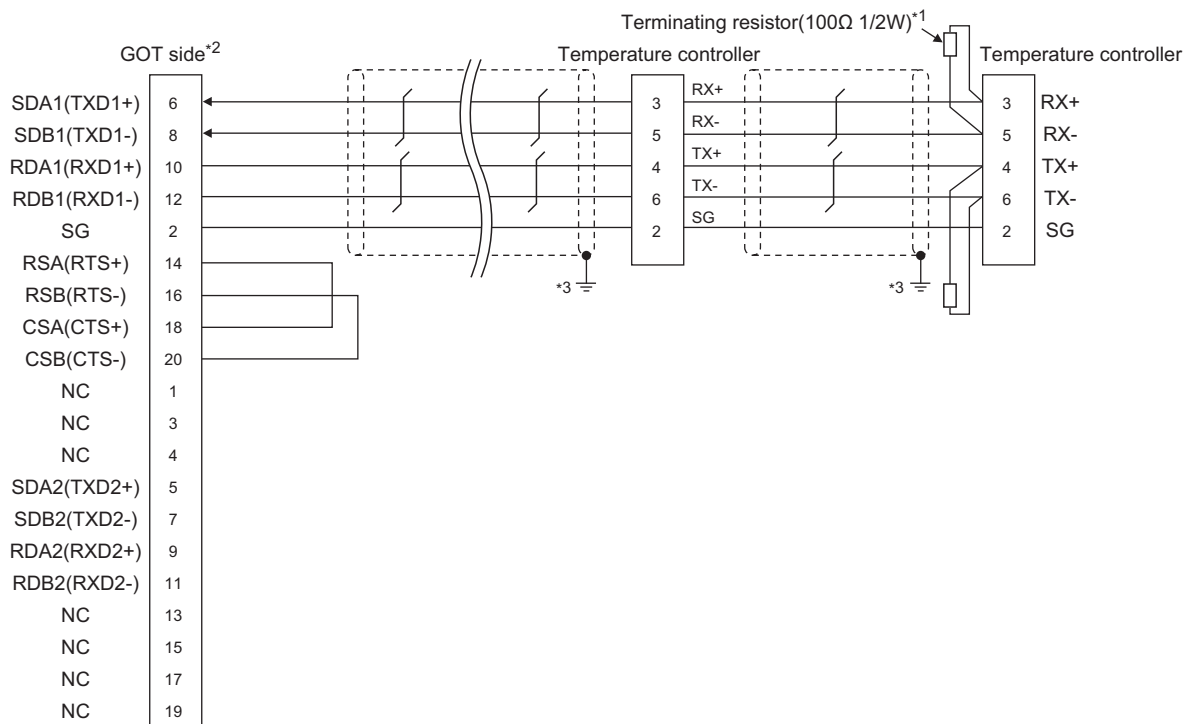 Terminating resistor(100Ω 1/2W)*1
GOT side*2
Temperature controller
Temperature controller
SDA1(TXD1+) 6 3 RX+ 3 RX+
SDB1(TXD1-) 8 5 RX- 5 RX-
RDA1(RXD1+) 10 4 TX+ 4 TX+
RDB1(RXD1-) 12 6 TX- 6 TX-
SG 2 2 SG 2 SG
RSA(RTS+) 14
*3
*3
RSB(RTS-) 16
CSA(CTS+) 18
CSB(CTS-) 20
NC 1
NC 3
NC 4
SDA2(TXD2+) 5
SDB2(TXD2-) 7
RDA2(RXD2+) 9
RDB2(RXD2-) 11
NC 13
NC 15
NC 17
NC 19